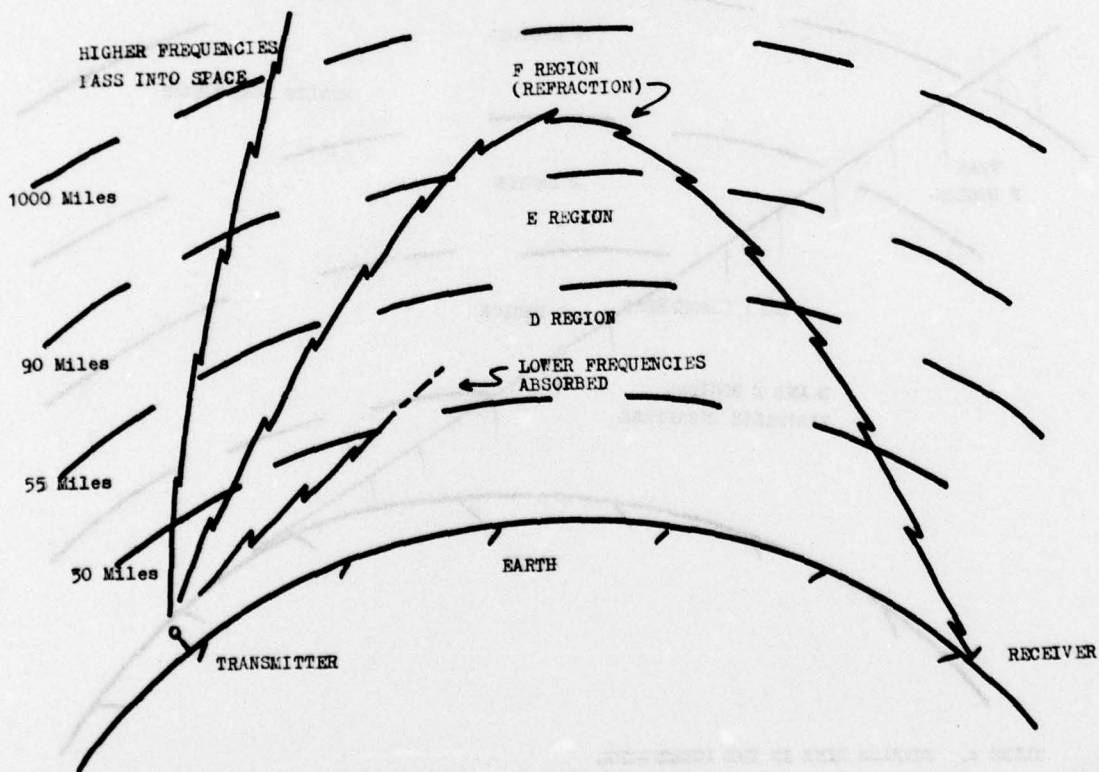 HIGHER FREQUENCIES
PASS INTO SPACE
F REGION
(REFRACTION)
1000 Miles
E REGION
D REGION
90 Miles
LOWER FREQUENCIES
ABSORBED
55 Miles
30 Miles
EARTH
TRANSMITTER
RECEIVER